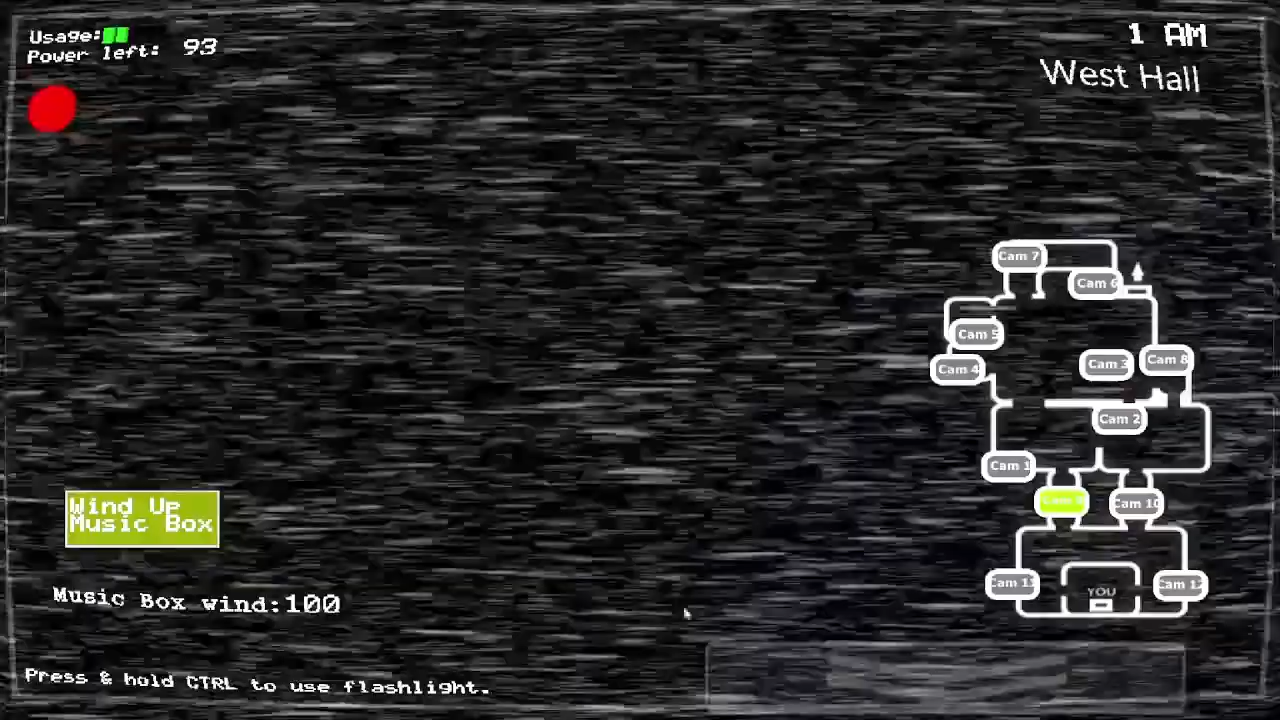 Usage:
Power left: 93
1 AM
West Hall
Cam 7
Cam 6
Cam 5
Cam 3
Cam 8
Cam 4
Cam 2
Cam 1
Cam 10
Wind Up
Music Box
Cam 11
Cam 12
YOU
Music Box wind:100
Press & hold CTRL to use flashlight.